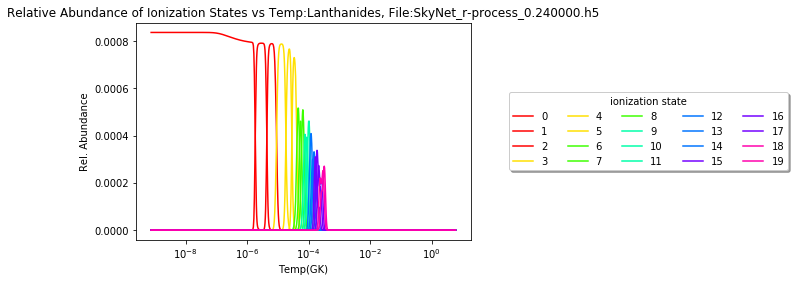 Relative Abundance of Ionization States vs Temp:Lanthanides, File:SkyNet_r-process_0.240000.h5
Rel. Abundance
0.0008
0.0006
0.0004
0.0002
0.0000
10⁻⁸ 10⁻⁶ 10⁻⁴ 10⁻² 10⁰
Temp(GK)
ionization state
0 4 8 12 16
1 5 9 13 17
2 6 10 14 18
3 7 11 15 19